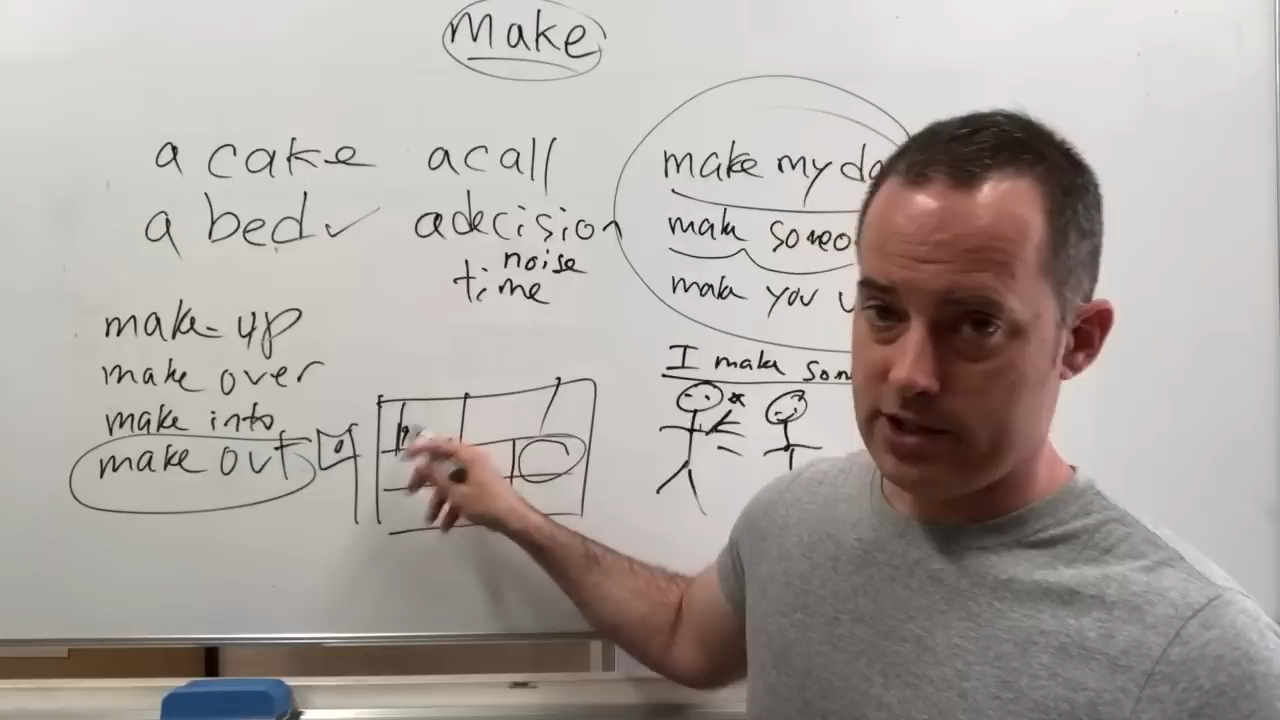 make
a cake
a call
a bed
a decision
noise
time
make my
make up
make over
make into
make out
make
make you
I make